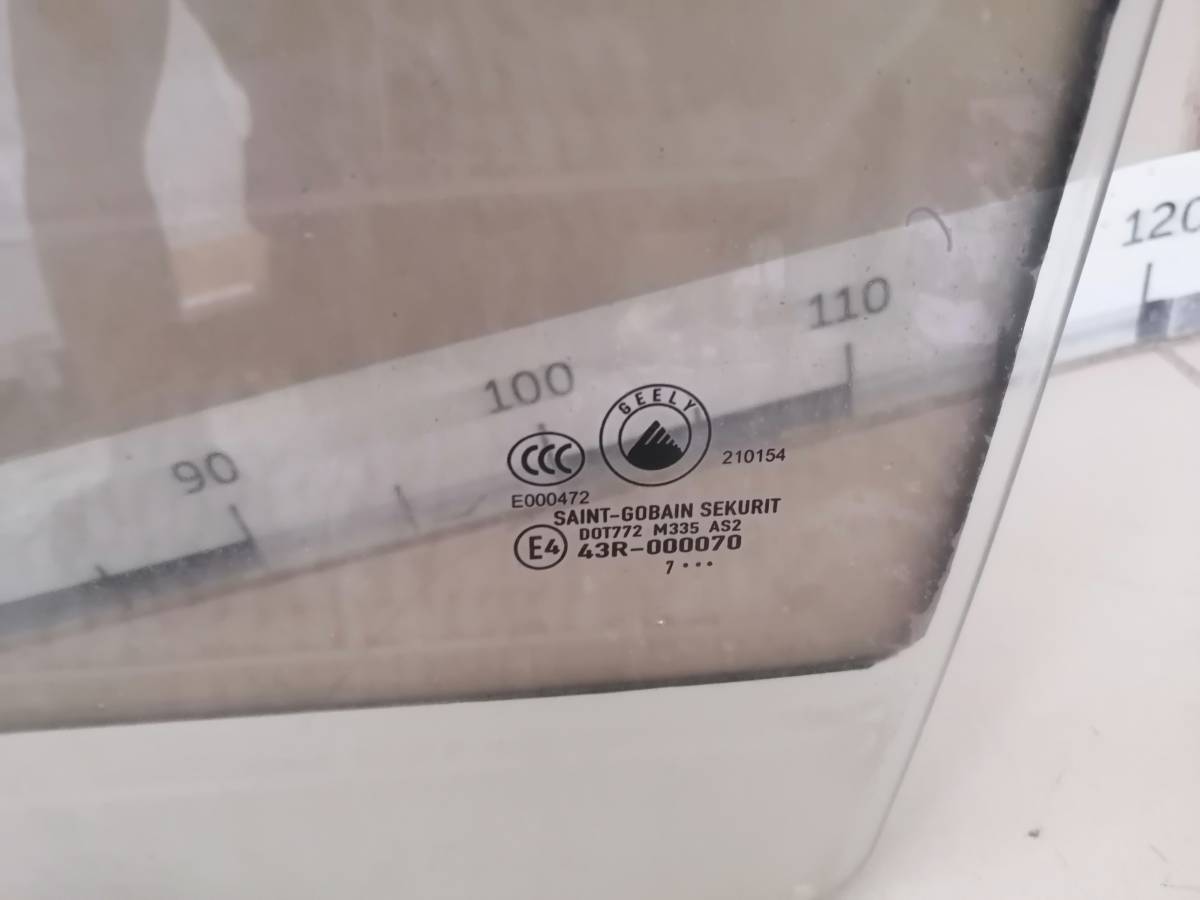 120
110
100
90
GEELY
CCC
210154
E000472
SAINT-GOBAIN SEKURIT
DOT772 M335 AS2
E4 43R-000070
7 •••